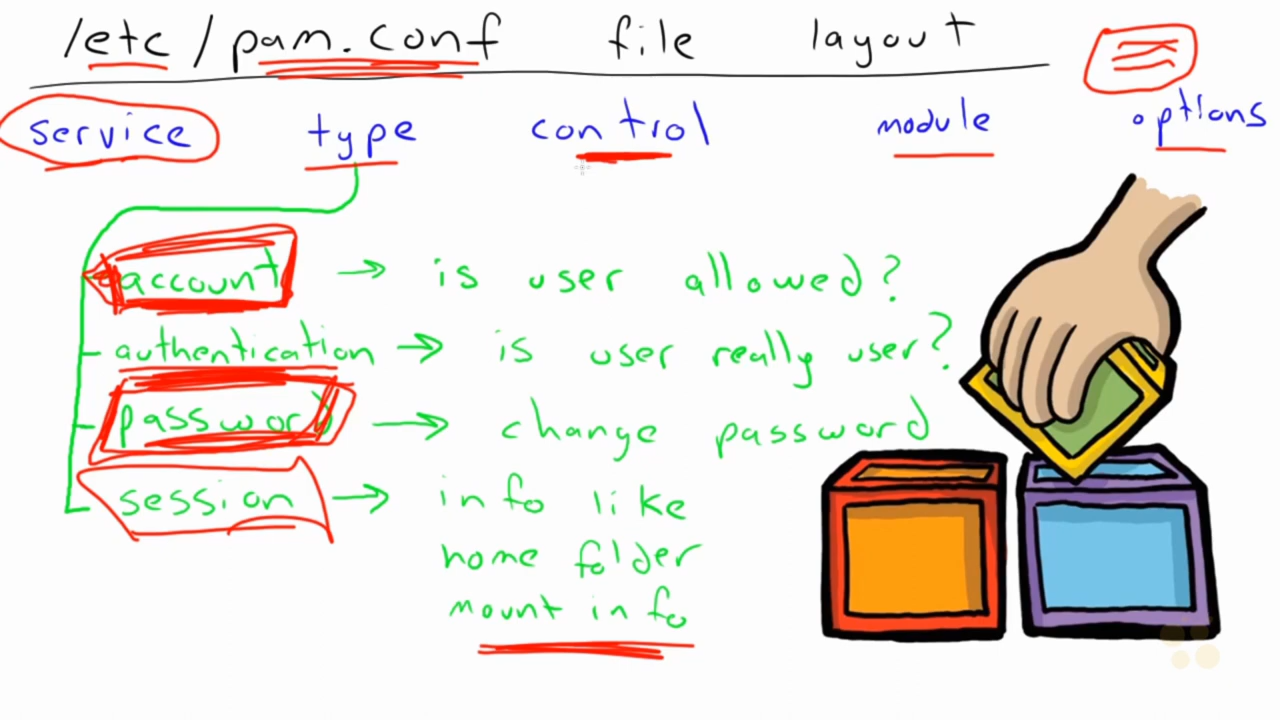 /etc/pam.conf file layout
service type control module options
account → is user allowed?
authentication → is user really user?
password → change password
session → info like
home folder
mount info